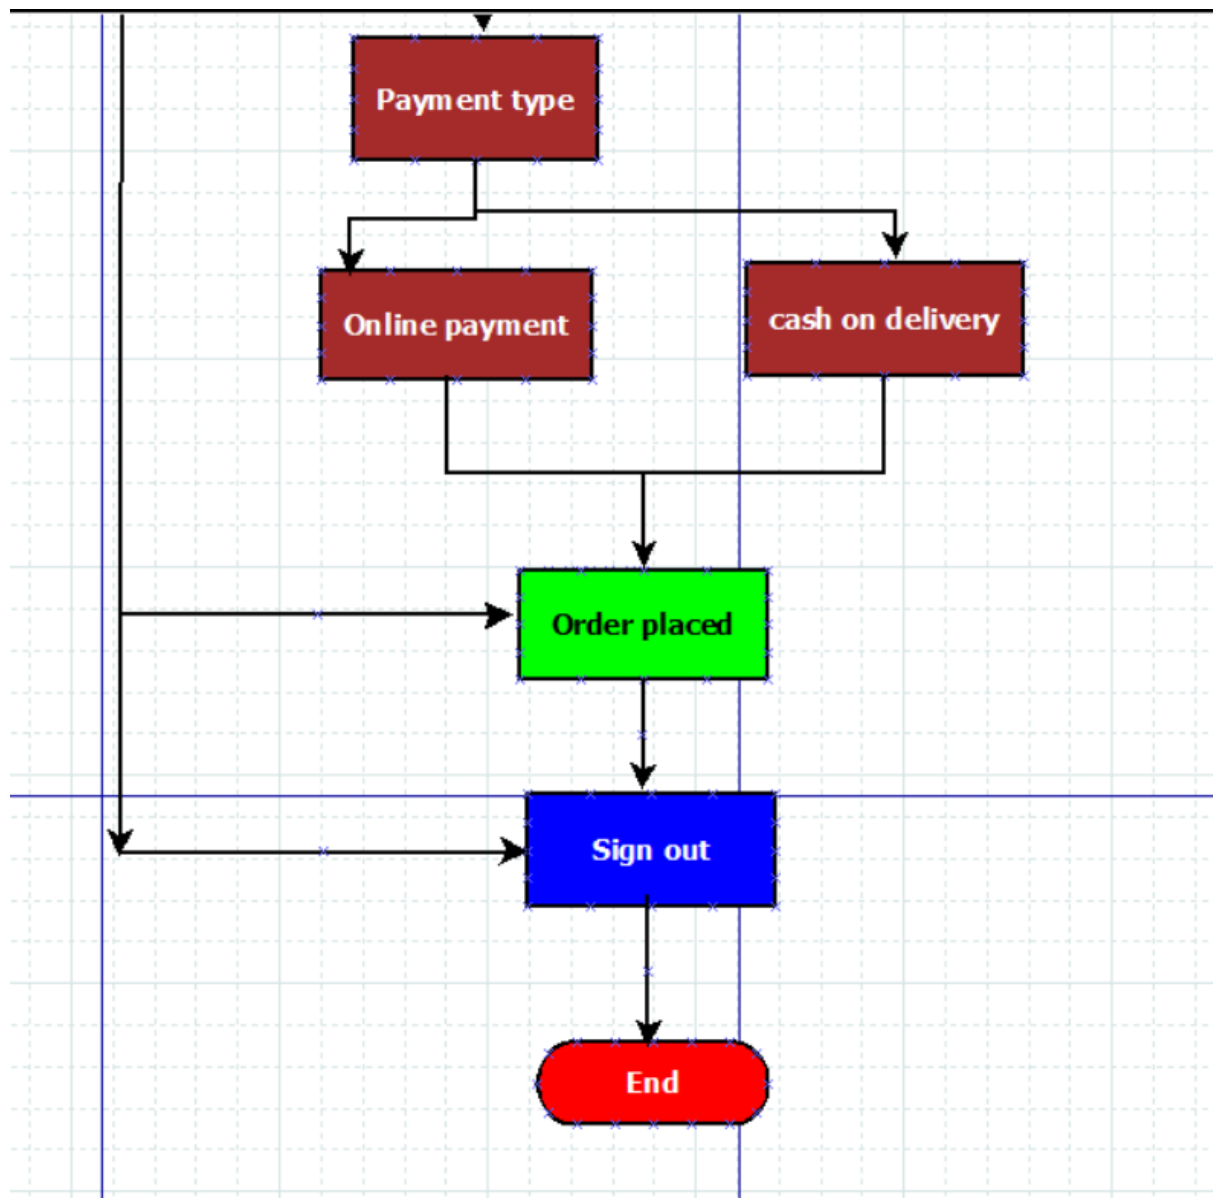 Payment type
Online payment
cash on delivery
Order placed
Sign out
End